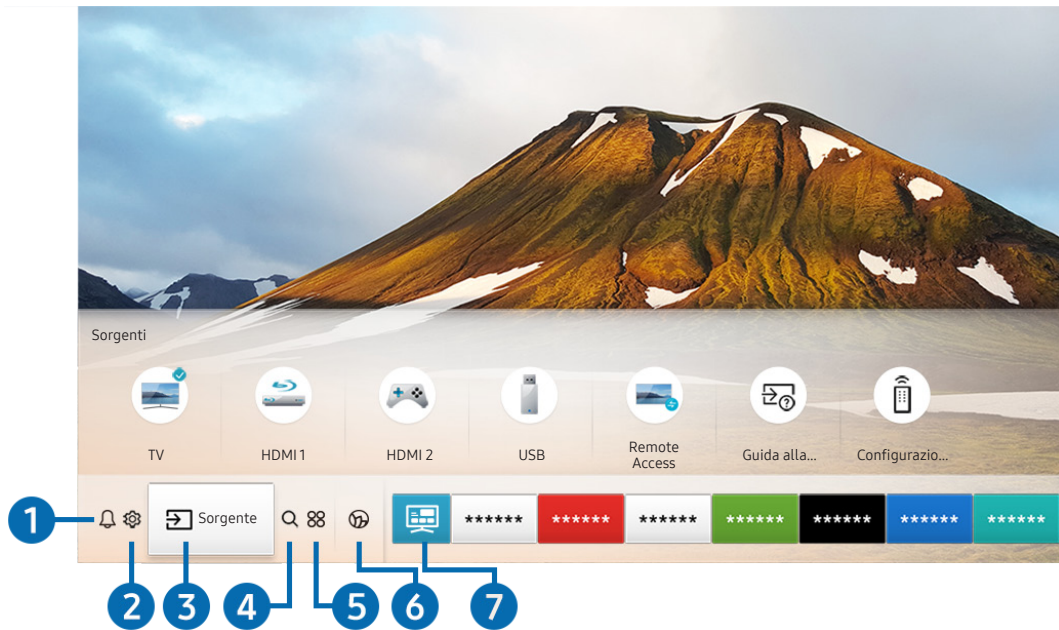 Sorgenti
TV
HDMI 1
HDMI 2
USB
Remote
Access
Guida alla...
Configurazio...
Sorgente
****** ****** ****** ****** ****** ****** ******
1
2 3 4 5 6 7